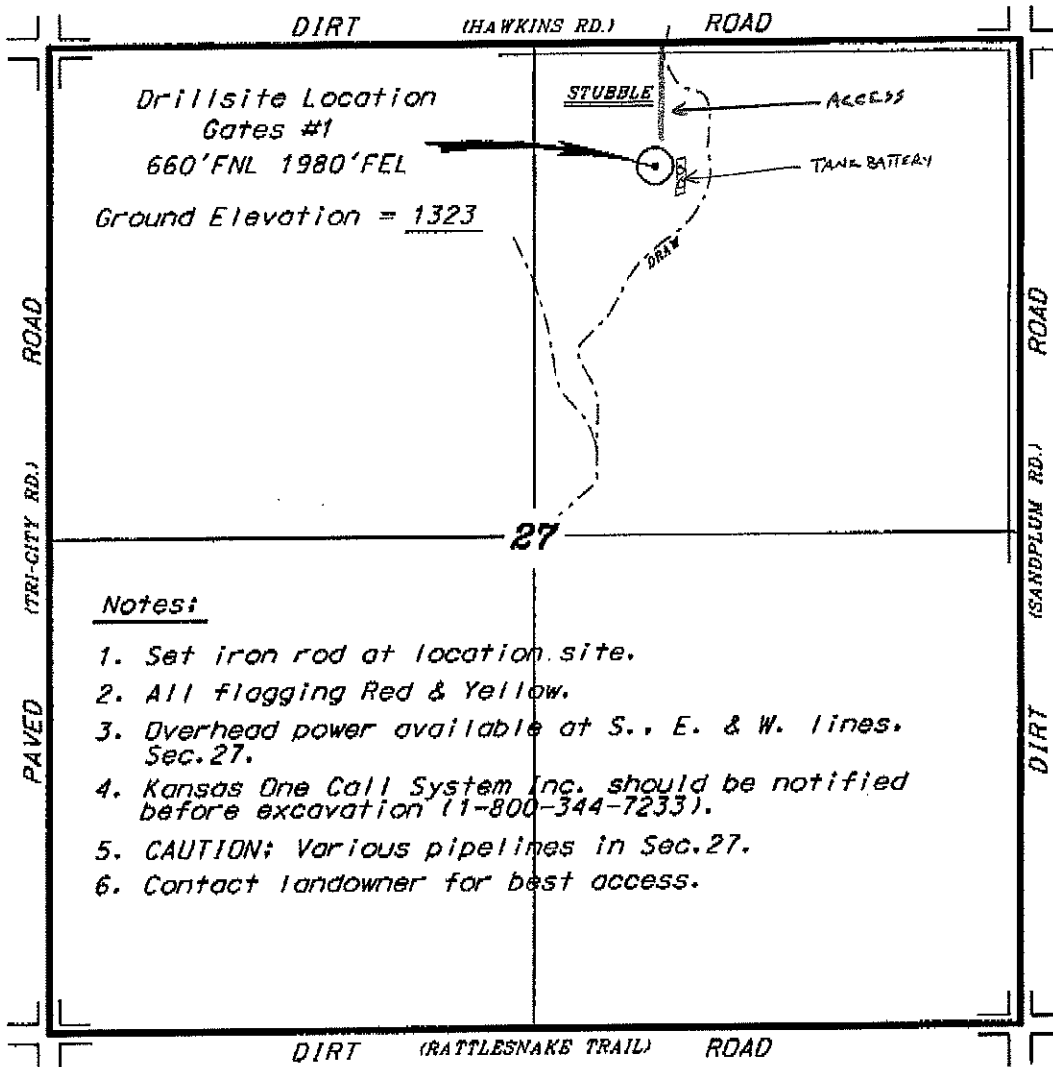 DIRT (HAWKINS RD.) ROAD
Drillsite Location
Gates #1
660'FNL 1980'FEL
Ground Elevation = 1323
STUBBLE
ACCESS
TANK BATTERY
DRAW
PAVED (TRI-CITY RD.) ROAD
DIRT (SANDPLUM RD.) ROAD
27
Notes:
1. Set iron rod at location site.
2. All flagging Red & Yellow.
3. Overhead power available at S., E. & W. lines.
Sec.27.
4. Kansas One Call System Inc. should be notified
before excavation (1-800-344-7233).
5. CAUTION: Various pipelines in Sec.27.
6. Contact landowner for best access.
DIRT (RATTLESNAKE TRAIL) ROAD